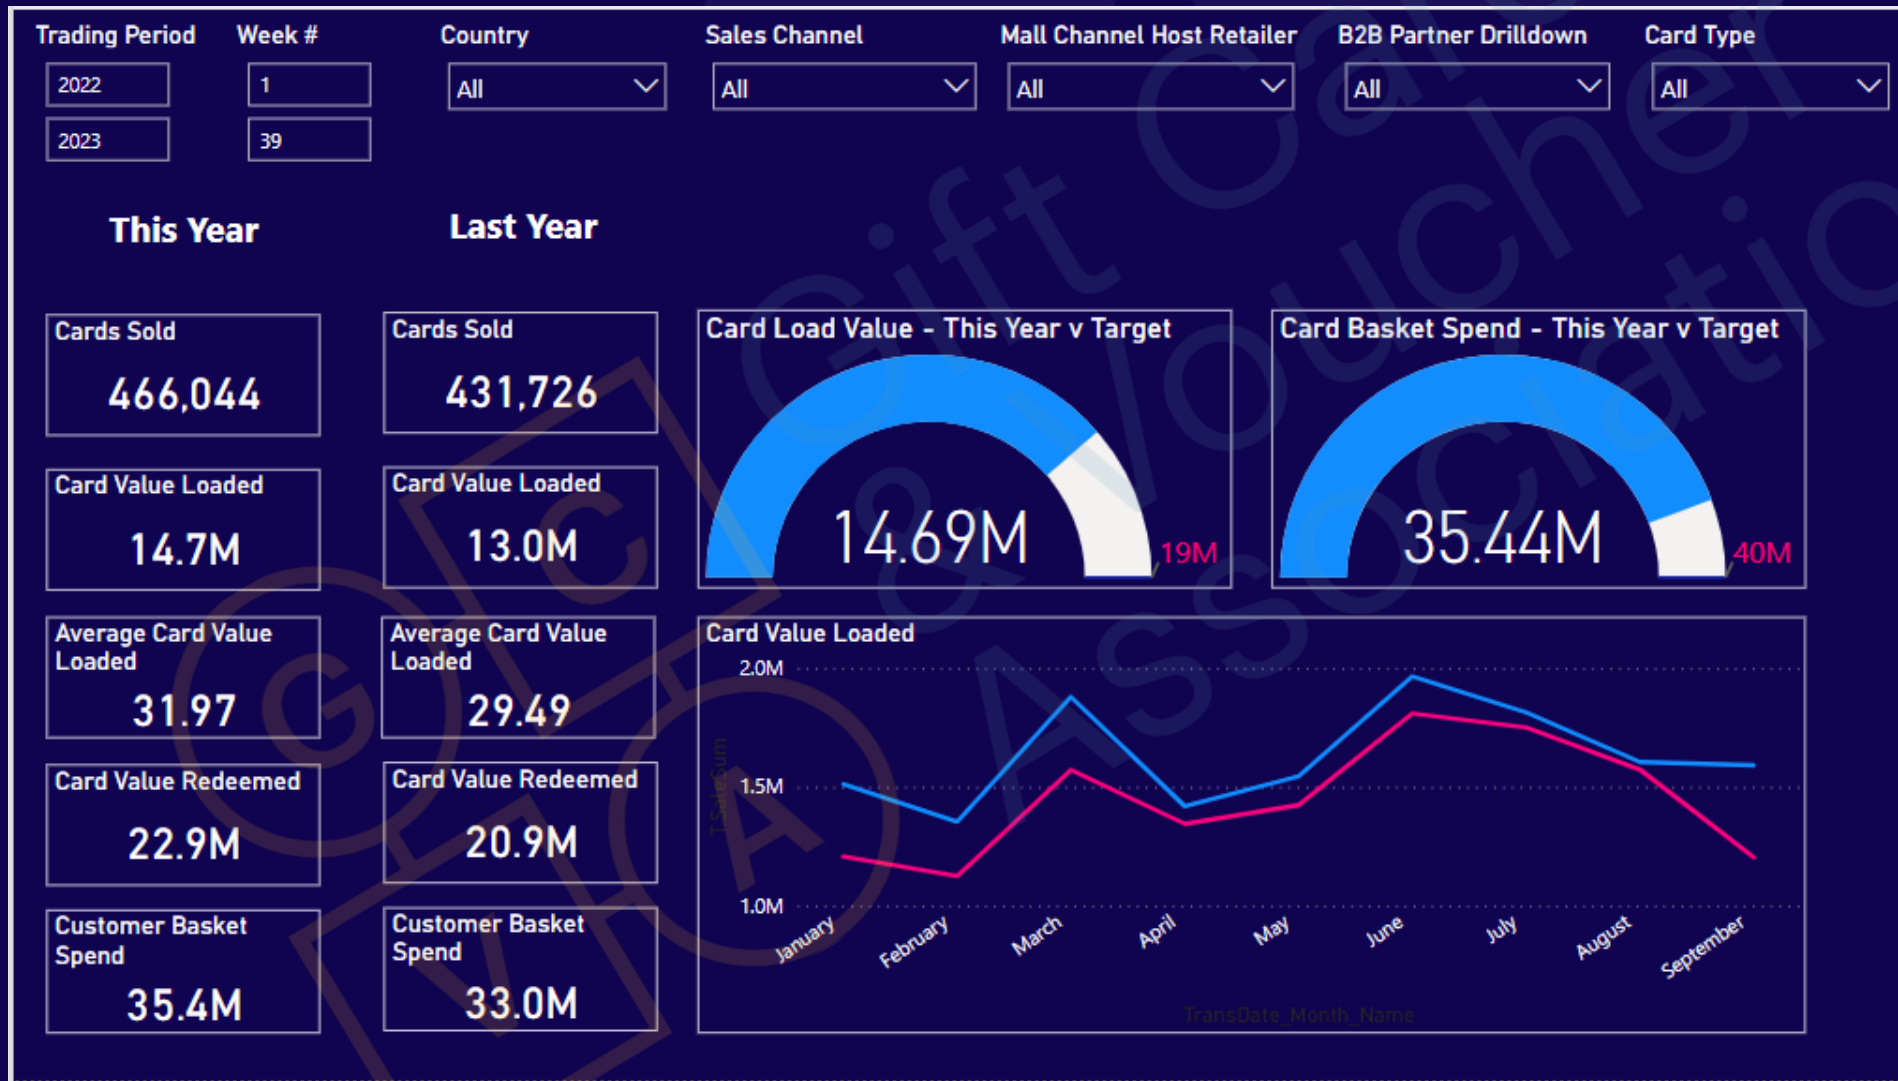 Trading Period
Week #
Country
Sales Channel
Mall Channel Host Retailer
B2B Partner Drilldown
Card Type
2022
1
All
All
All
All
All
2023
39
This Year
Last Year
Cards Sold
466,044
Cards Sold
431,726
Card Load Value - This Year v Target
14.69M
19M
Card Basket Spend - This Year v Target
35.44M
40M
Card Value Loaded
14.7M
Card Value Loaded
13.0M
Average Card Value
Loaded
31.97
Average Card Value
Loaded
29.49
Card Value Loaded
2.0M
1.5M
1.0M
T.SaleSum
January
February
March
April
May
June
July
August
September
TransDate_Month_Name
Card Value Redeemed
22.9M
Card Value Redeemed
20.9M
Customer Basket
Spend
35.4M
Customer Basket
Spend
33.0M
Gift Car
& Voucher
Associatio
G
C
V
A